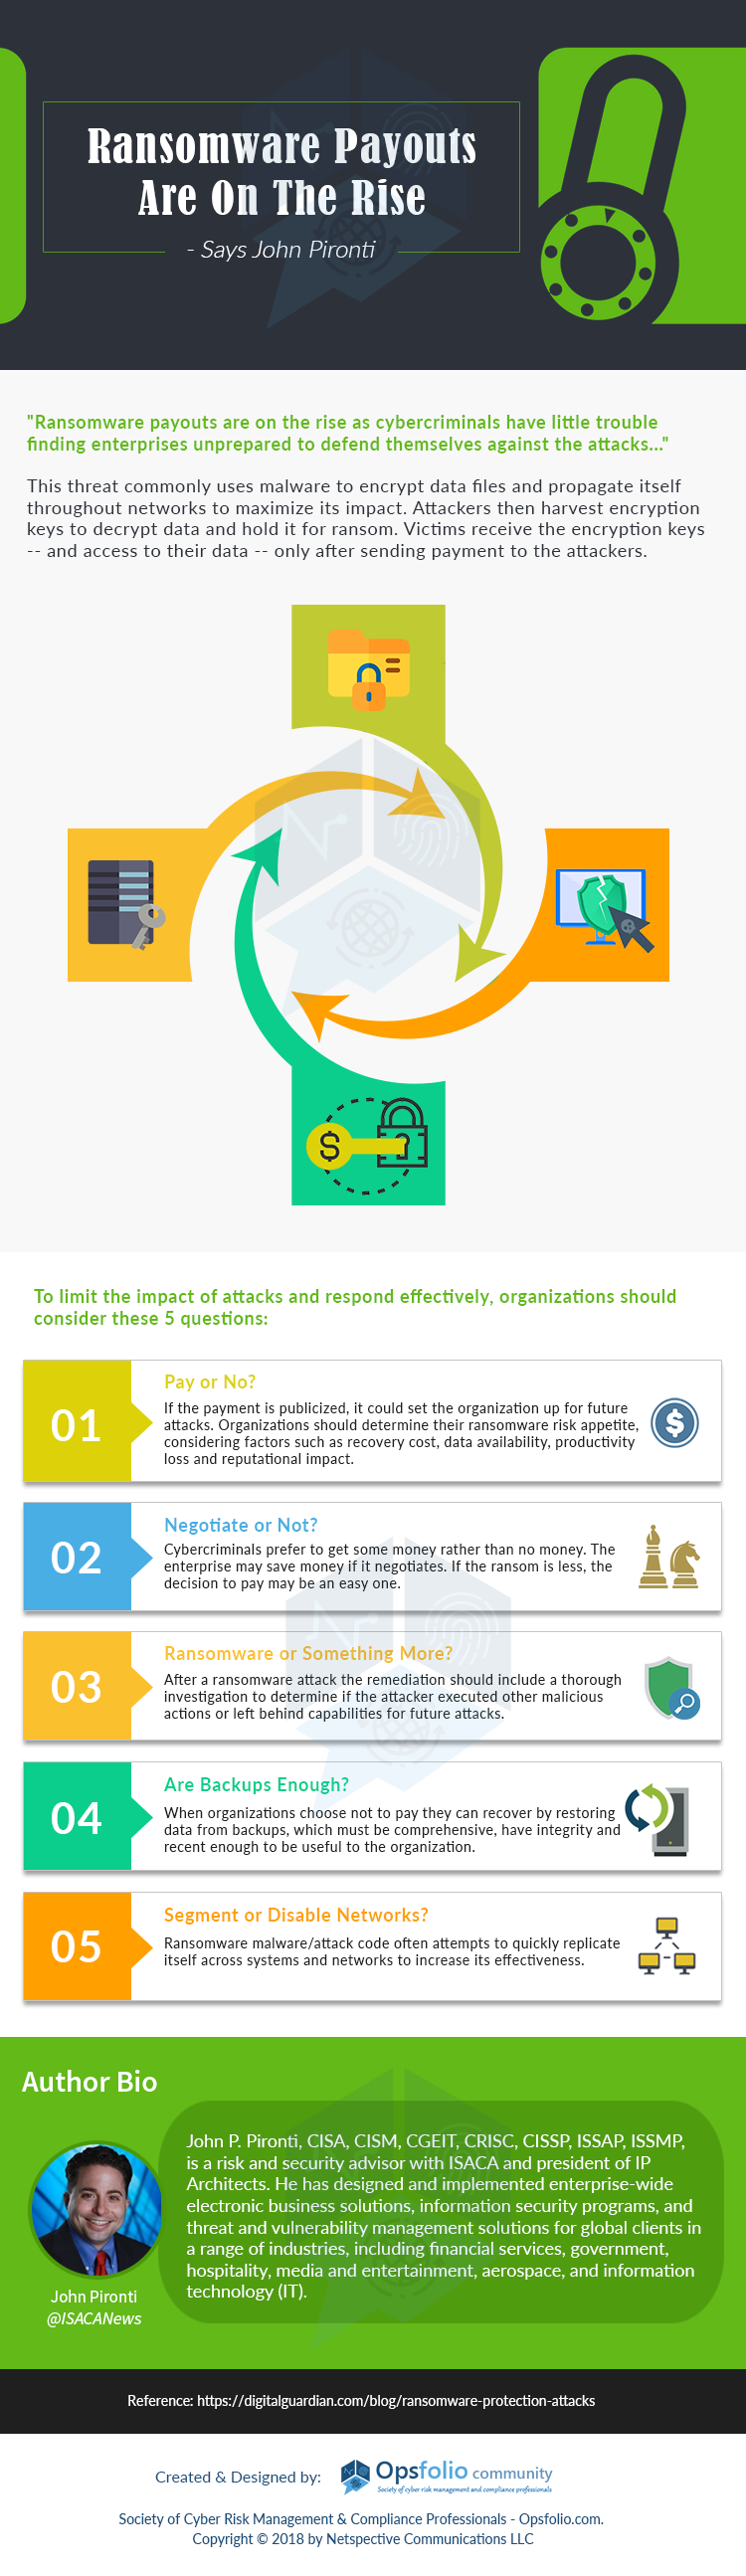 Ransomware Payouts
Are On The Rise
- Says John Pironti
"Ransomware payouts are on the rise as cybercriminals have little trouble
finding enterprises unprepared to defend themselves against the attacks..."
This threat commonly uses malware to encrypt data files and propagate itself
throughout networks to maximize its impact. Attackers then harvest encryption
keys to decrypt data and hold it for ransom. Victims receive the encryption keys
-- and access to their data -- only after sending payment to the attackers.
$
To limit the impact of attacks and respond effectively, organizations should
consider these 5 questions:
01
Pay or No?
If the payment is publicized, it could set the organization up for future
attacks. Organizations should determine their ransomware risk appetite,
considering factors such as recovery cost, data availability, productivity
loss and reputational impact.
$
02
Negotiate or Not?
Cybercriminals prefer to get some money rather than no money. The
enterprise may save money if it negotiates. If the ransom is less, the
decision to pay may be an easy one.
03
Ransomware or Something More?
After a ransomware attack the remediation should include a thorough
investigation to determine if the attacker executed other malicious
actions or left behind capabilities for future attacks.
04
Are Backups Enough?
When organizations choose not to pay they can recover by restoring
data from backups, which must be comprehensive, have integrity and
recent enough to be useful to the organization.
05
Segment or Disable Networks?
Ransomware malware/attack code often attempts to quickly replicate
itself across systems and networks to increase its effectiveness.
Author Bio
John P. Pironti, CISA, CISM, CGEIT, CRISC, CISSP, ISSAP, ISSMP,
is a risk and security advisor with ISACA and president of IP
Architects. He has designed and implemented enterprise-wide
electronic business solutions, information security programs, and
threat and vulnerability management solutions for global clients in
a range of industries, including financial services, government,
hospitality, media and entertainment, aerospace, and information
technology (IT).
John Pironti
@ISACANews
Reference: https://digitalguardian.com/blog/ransomware-protection-attacks
Created & Designed by:
Opsfolio community
Society of cyber risk management and compliance professionals
Society of Cyber Risk Management & Compliance Professionals - Opsfolio.com.
Copyright © 2018 by Netspective Communications LLC